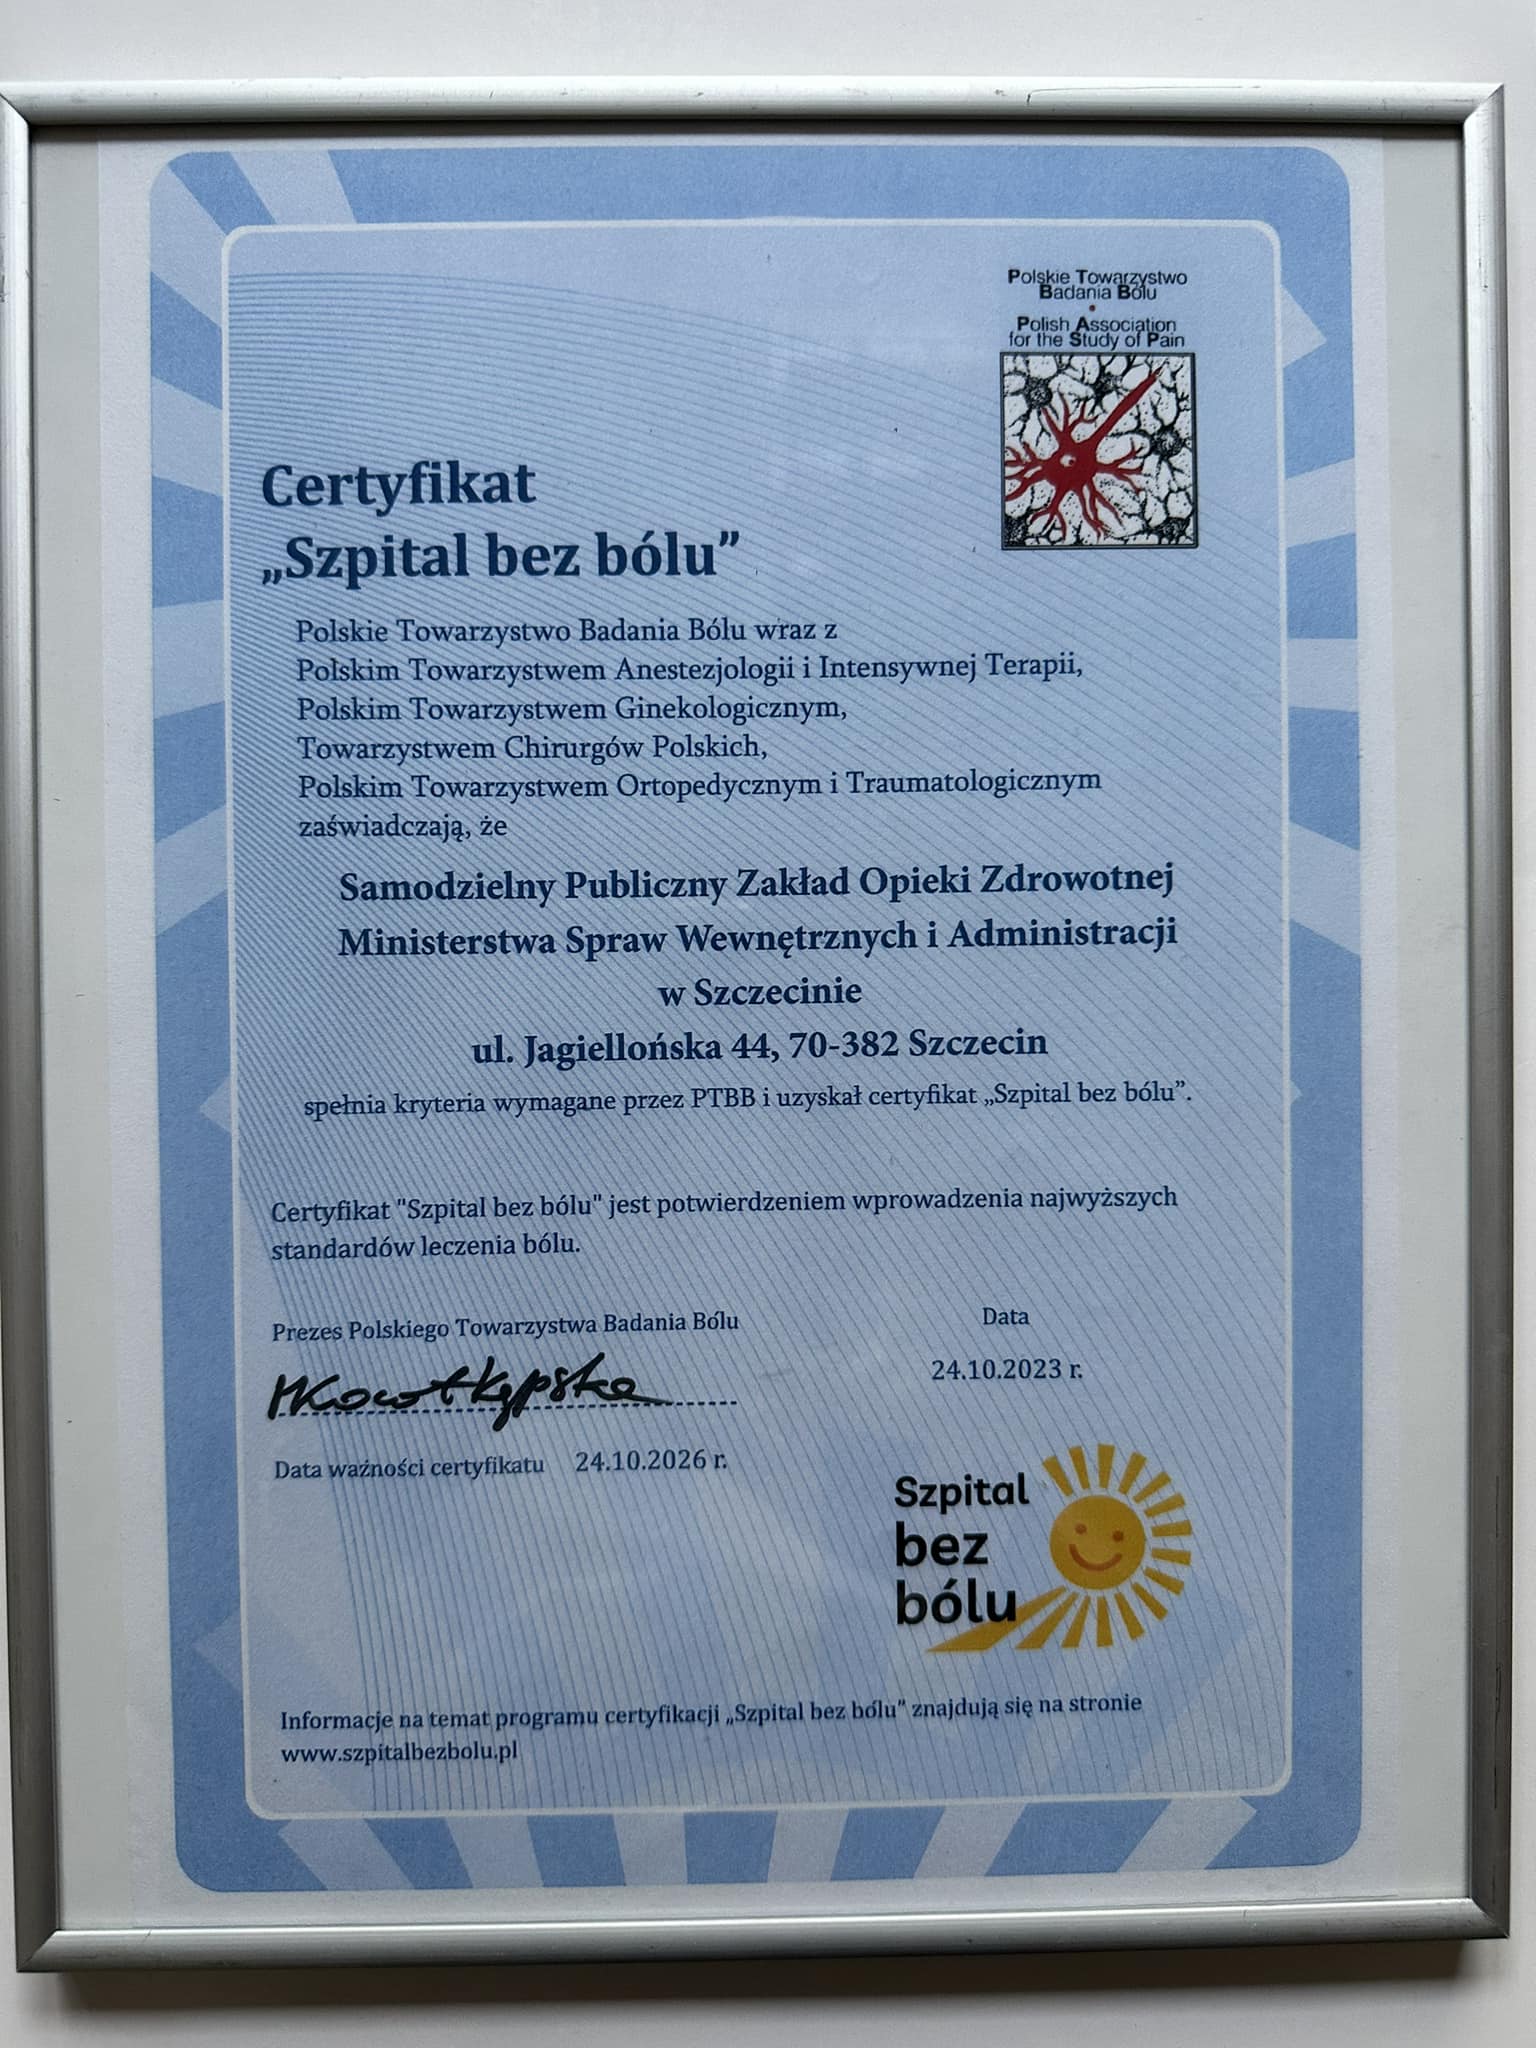 Polskie Towarzystwo
Badania Bólu
Polish Association
for the Study of Pain
Certyfikat
„Szpital bez bólu”
Polskie Towarzystwo Badania Bólu wraz z
Polskim Towarzystwem Anestezjologii i Intensywnej Terapii,
Polskim Towarzystwem Ginekologicznym,
Towarzystwem Chirurgów Polskich,
Polskim Towarzystwem Ortopedycznym i Traumatologicznym
zaświadczają, że
Samodzielny Publiczny Zakład Opieki Zdrowotnej
Ministerstwa Spraw Wewnętrznych i Administracji
w Szczecinie
ul. Jagiellońska 44, 70-382 Szczecin
spełnia kryteria wymagane przez PTBB i uzyskał certyfikat „Szpital bez bólu”.
Certyfikat "Szpital bez bólu" jest potwierdzeniem wprowadzenia najwyższych
standardów leczenia bólu.
Prezes Polskiego Towarzystwa Badania Bólu
Data
24.10.2023 r.
Data ważności certyfikatu 24.10.2026 r.
Szpital
bez
bólu
Informacje na temat programu certyfikacji „Szpital bez bólu” znajdują się na stronie
www.szpitalbezbolu.pl